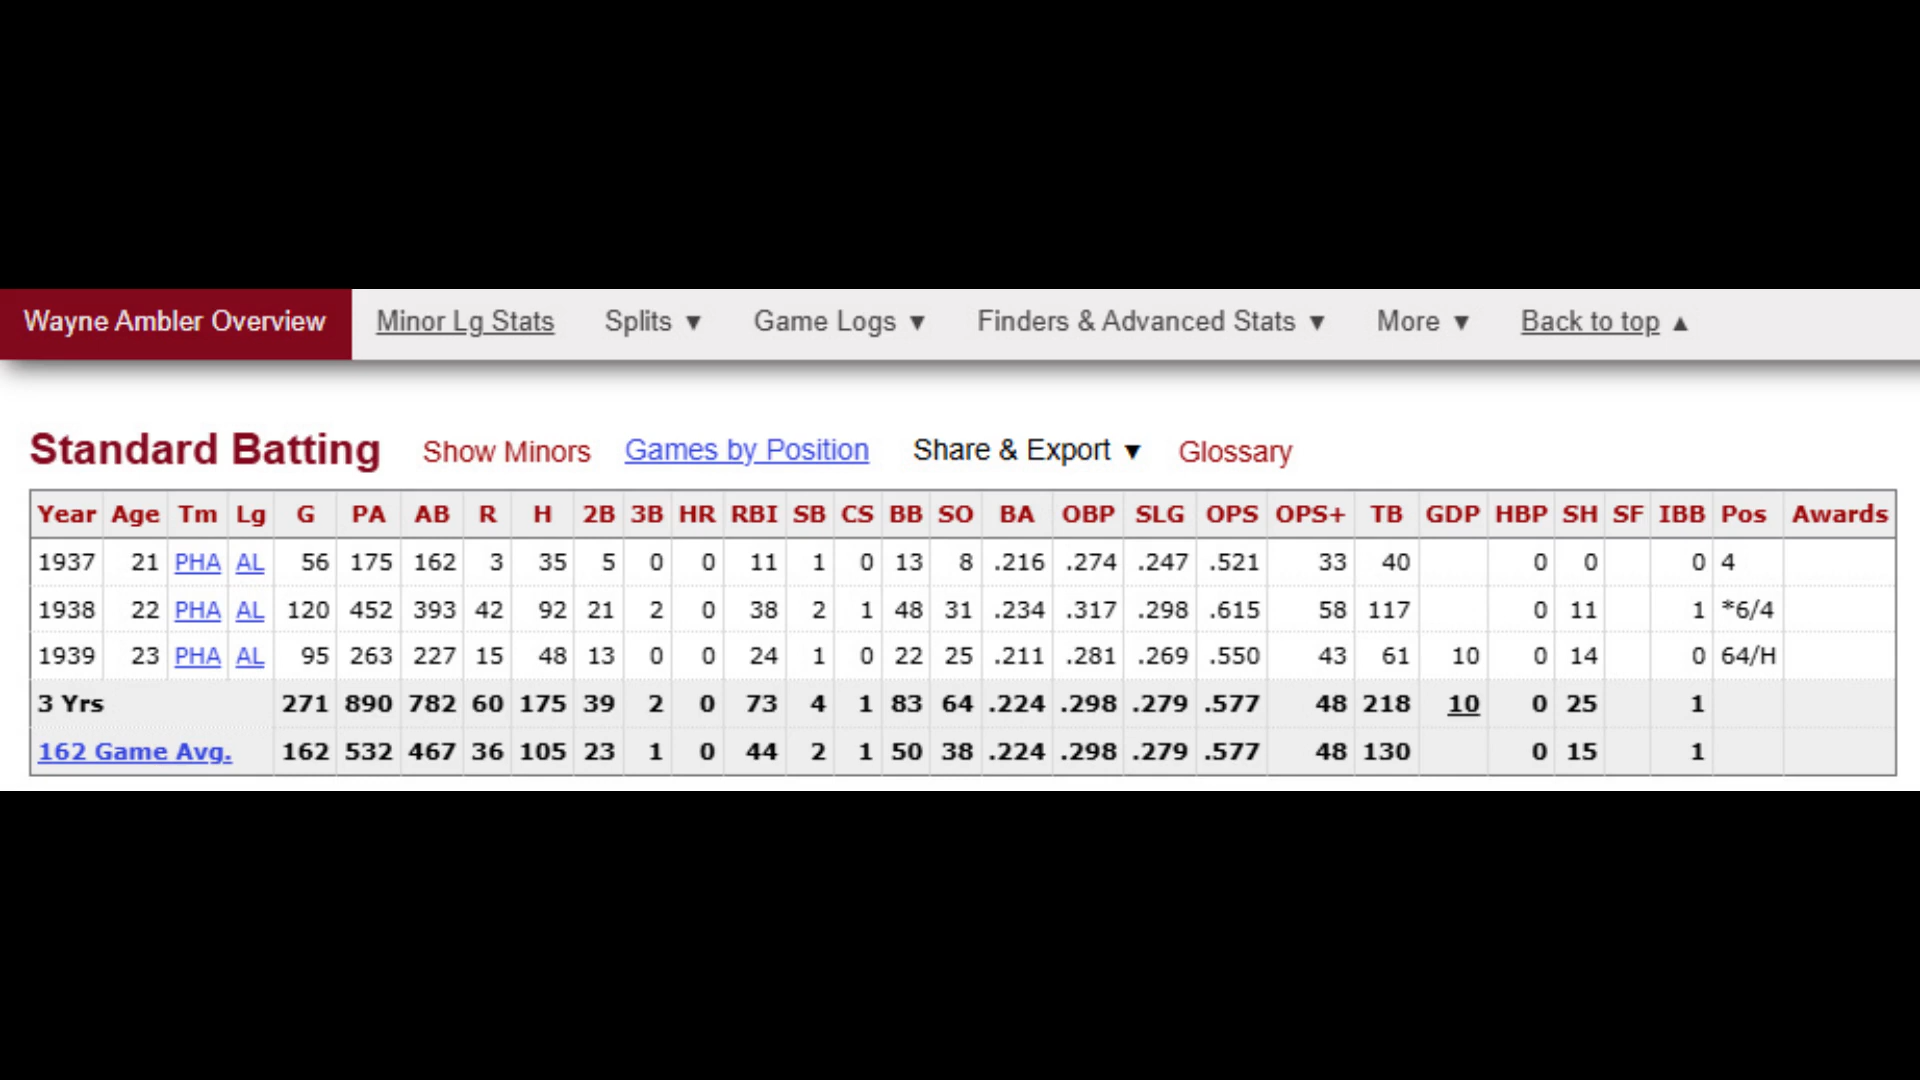 Wayne Ambler Overview Minor Lg Stats Splits ▼ Game Logs ▼ Finders & Advanced Stats ▼ More ▼ Back to top ▲
Standard Batting Show Minors Games by Position Share & Export ▼ Glossary
Year Age Tm Lg G PA AB R H 2B 3B HR RBI SB CS BB SO BA OBP SLG OPS OPS+ TB GDP HBP SH SF IBB Pos Awards
1937 21 PHA AL 56 175 162 3 35 5 0 0 11 1 0 13 8 .216 .274 .247 .521 33 40 0 0 0 4
1938 22 PHA AL 120 452 393 42 92 21 2 0 38 2 1 48 31 .234 .317 .298 .615 58 117 0 11 1 *6/4
1939 23 PHA AL 95 263 227 15 48 13 0 0 24 1 0 22 25 .211 .281 .269 .550 43 61 10 0 14 0 64/H
3 Yrs 271 890 782 60 175 39 2 0 73 4 1 83 64 .224 .298 .279 .577 48 218 10 0 25 1
162 Game Avg. 162 532 467 36 105 23 1 0 44 2 1 50 38 .224 .298 .279 .577 48 130 0 15 1